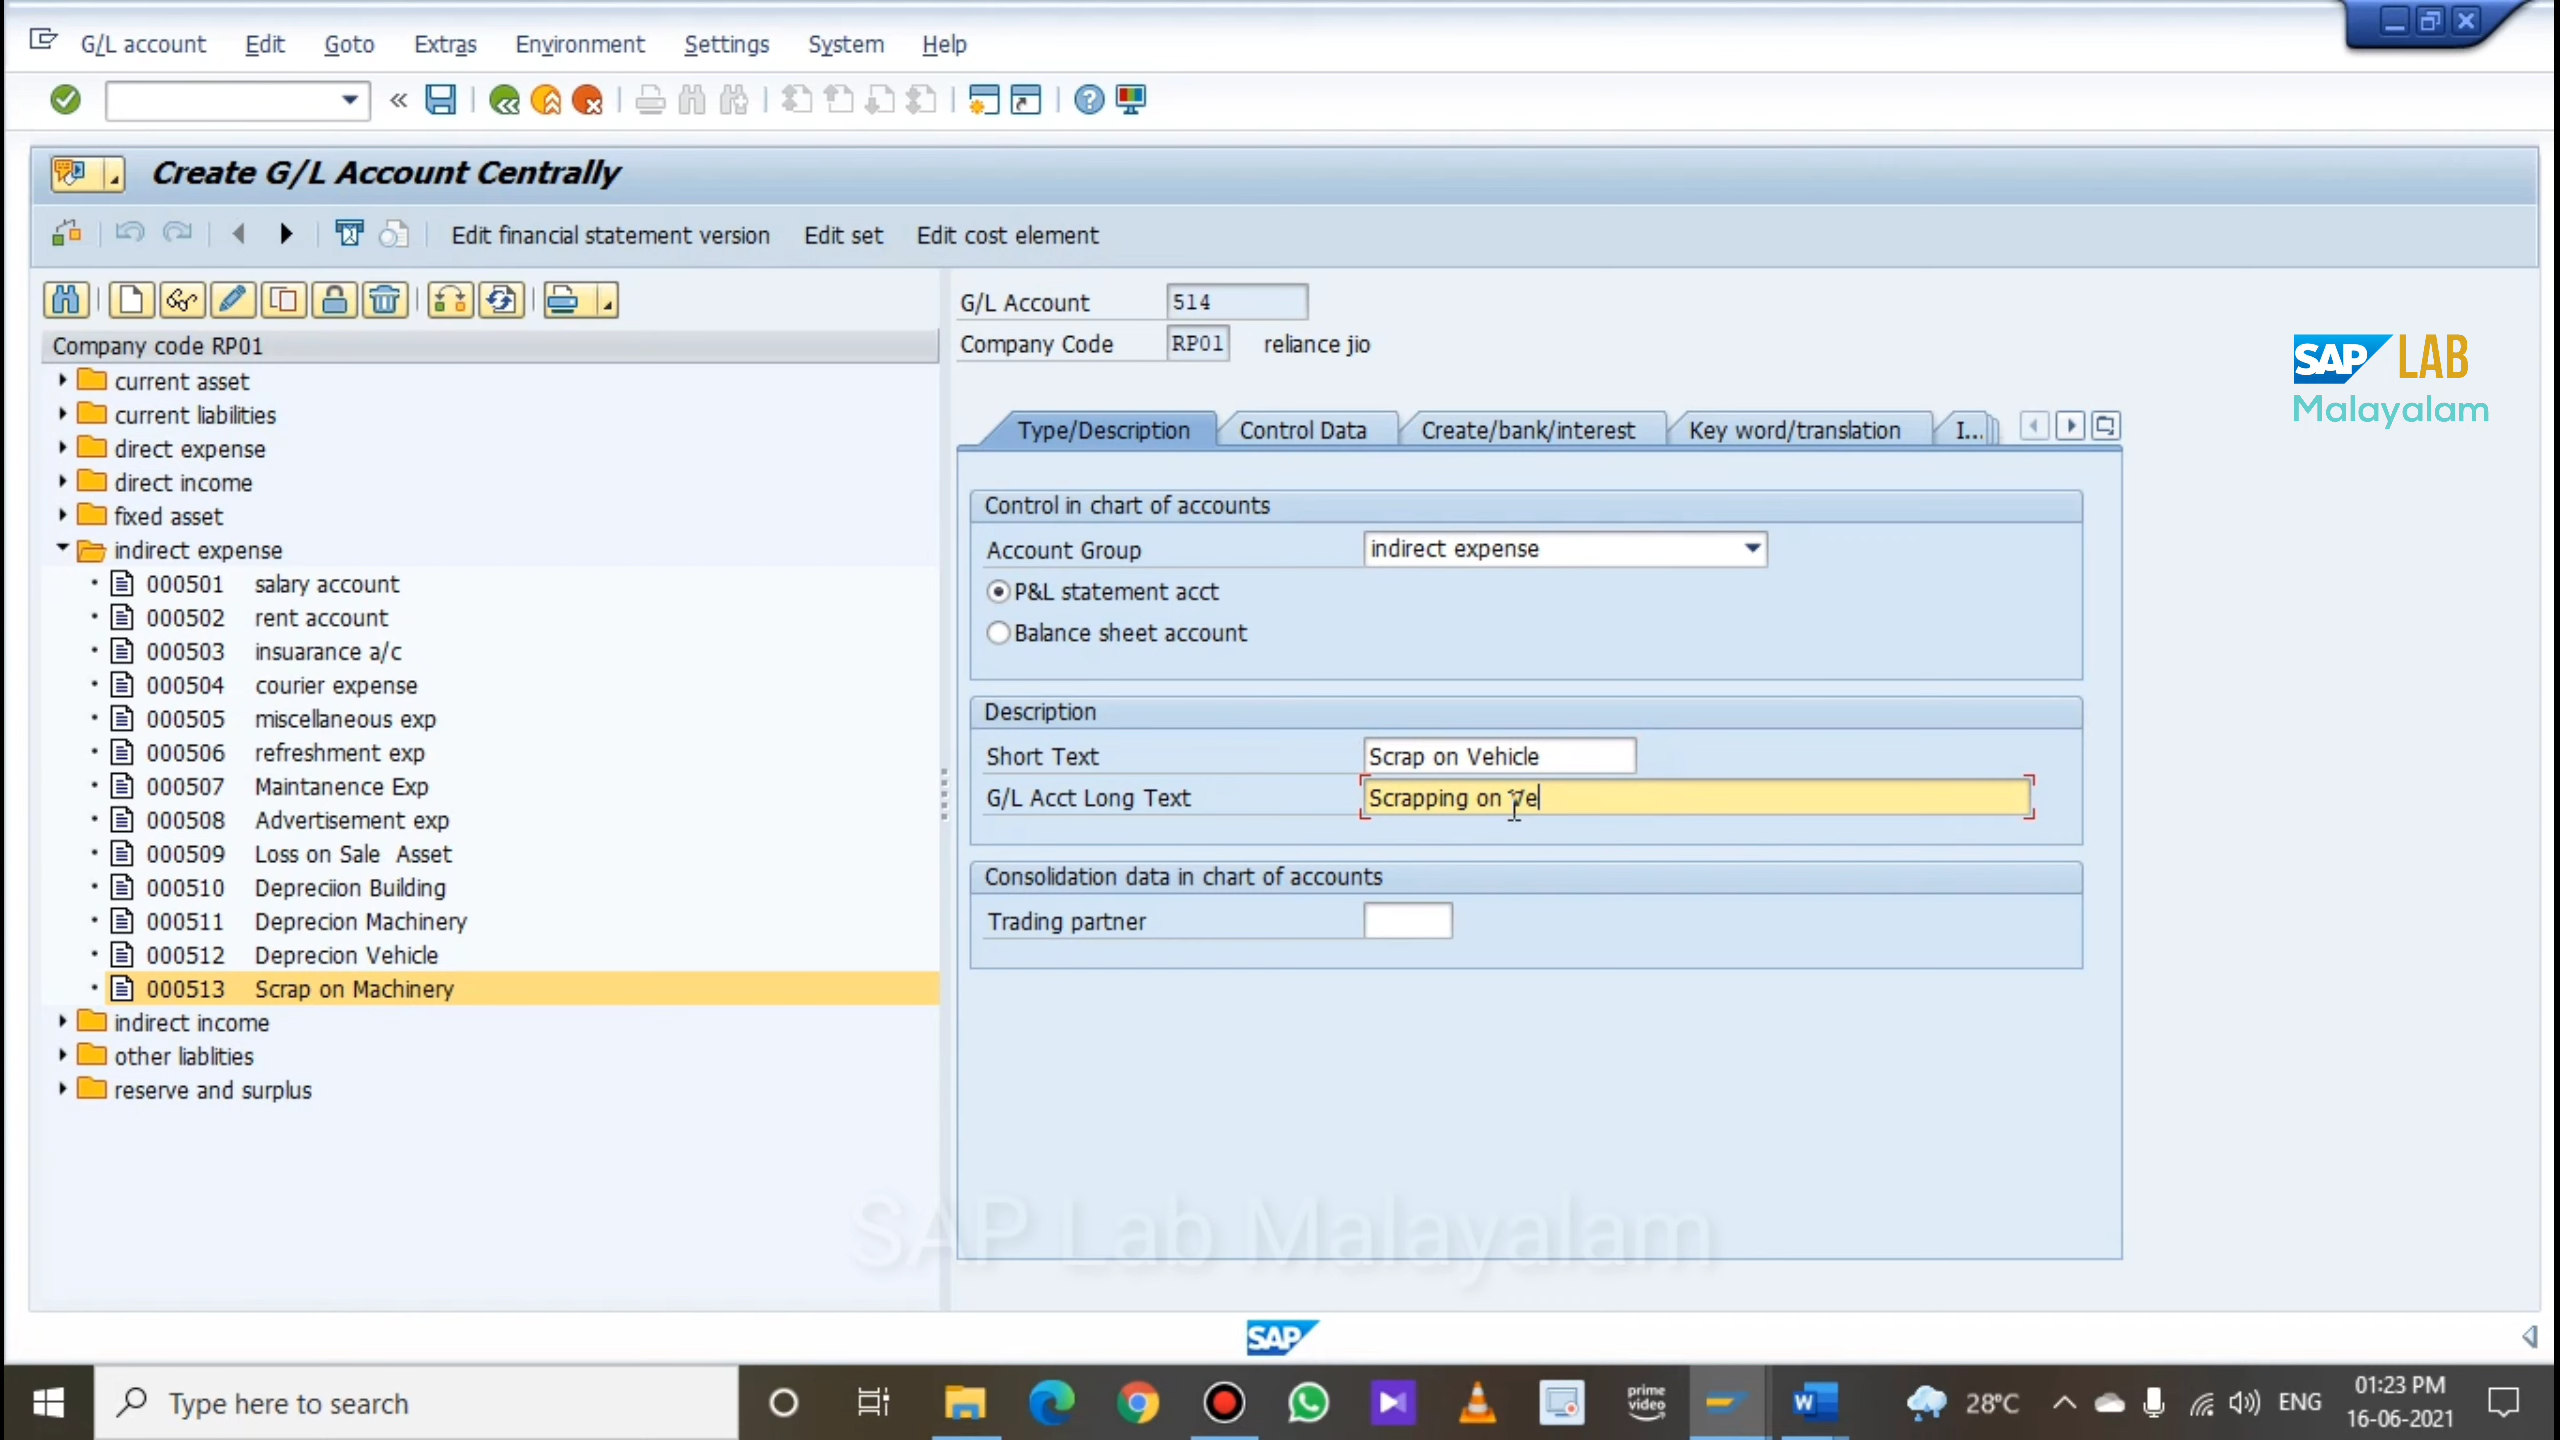 G/L account Edit Goto Extras Environment Settings System Help
Create G/L Account Centrally
Edit financial statement version Edit set Edit cost element
G/L Account 514
Company code RP01
Company Code RP01 reliance jio
SAP LAB
Malayalam
current asset
current liabilities
direct expense
direct income
fixed asset
indirect expense
000501 salary account
000502 rent account
000503 insuarance a/c
000504 courier expense
000505 miscellaneous exp
000506 refreshment exp
000507 Maintanence Exp
000508 Advertisement exp
000509 Loss on Sale Asset
000510 Depreciion Building
000511 Deprecion Machinery
000512 Deprecion Vehicle
000513 Scrap on Machinery
indirect income
other liablities
reserve and surplus
Type/Description Control Data Create/bank/interest Key word/translation I...
Control in chart of accounts
Account Group indirect expense
P&L statement acct
Balance sheet account
Description
Short Text Scrap on Vehicle
G/L Acct Long Text Scrapping on Ve
Consolidation data in chart of accounts
Trading partner
SAP Lab Malayalam
SAP
Type here to search
prime video
W
28°C
ENG
01:23 PM
16-06-2021